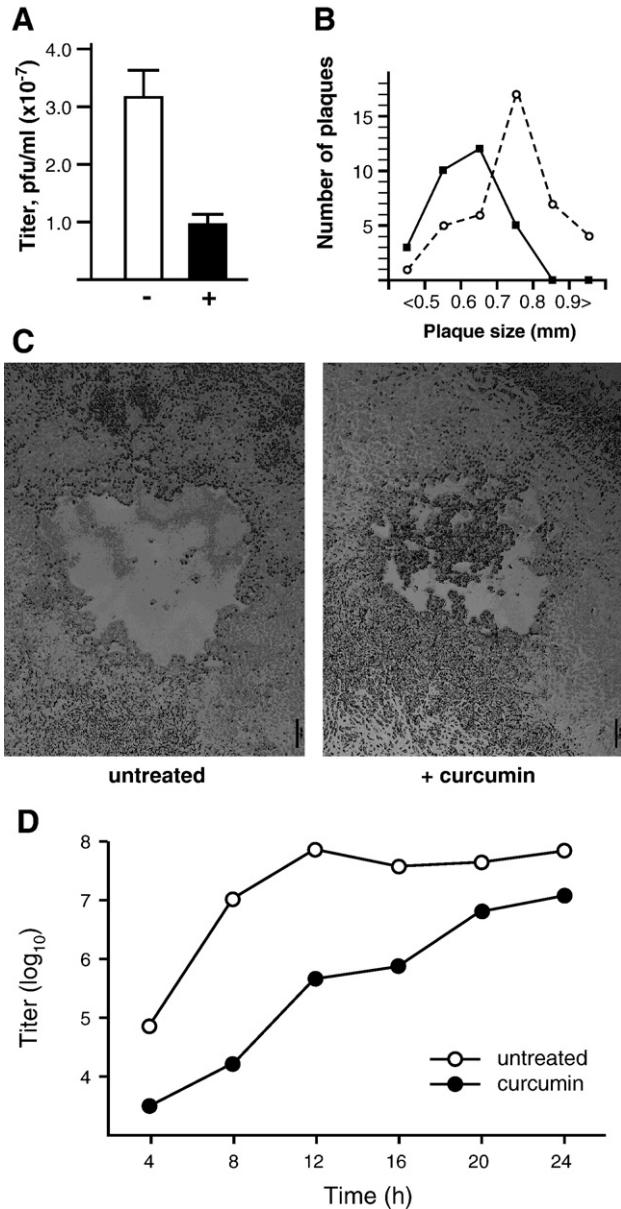 A
Titer, pfu/ml (x10⁻⁷)
4.0
3.0
2.0
1.0
- +
B
Number of plaques
15
10
5
<0.5 0.6 0.7 0.8 0.9>
Plaque size (mm)
C
untreated
+ curcumin
D
Titer (log₁₀)
8
7
6
5
4
untreated
curcumin
4 8 12 16 20 24
Time (h)